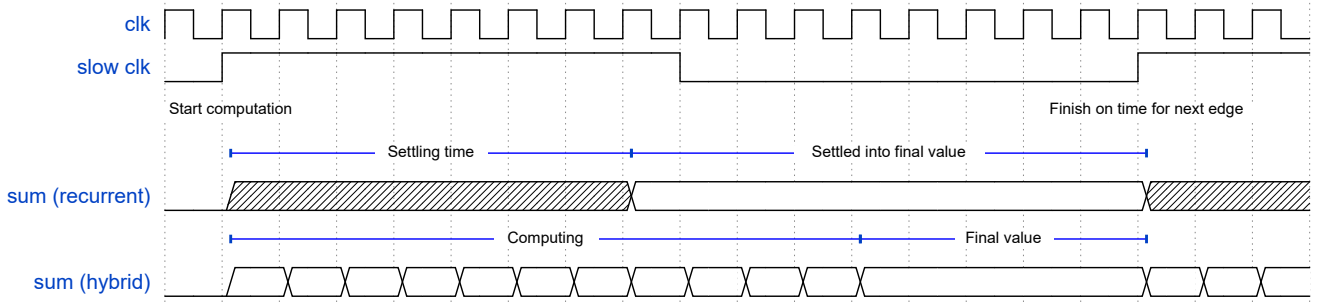 clk
slow clk
Start computation
Finish on time for next edge
Settling time
Settled into final value
sum (recurrent)
Computing
Final value
sum (hybrid)